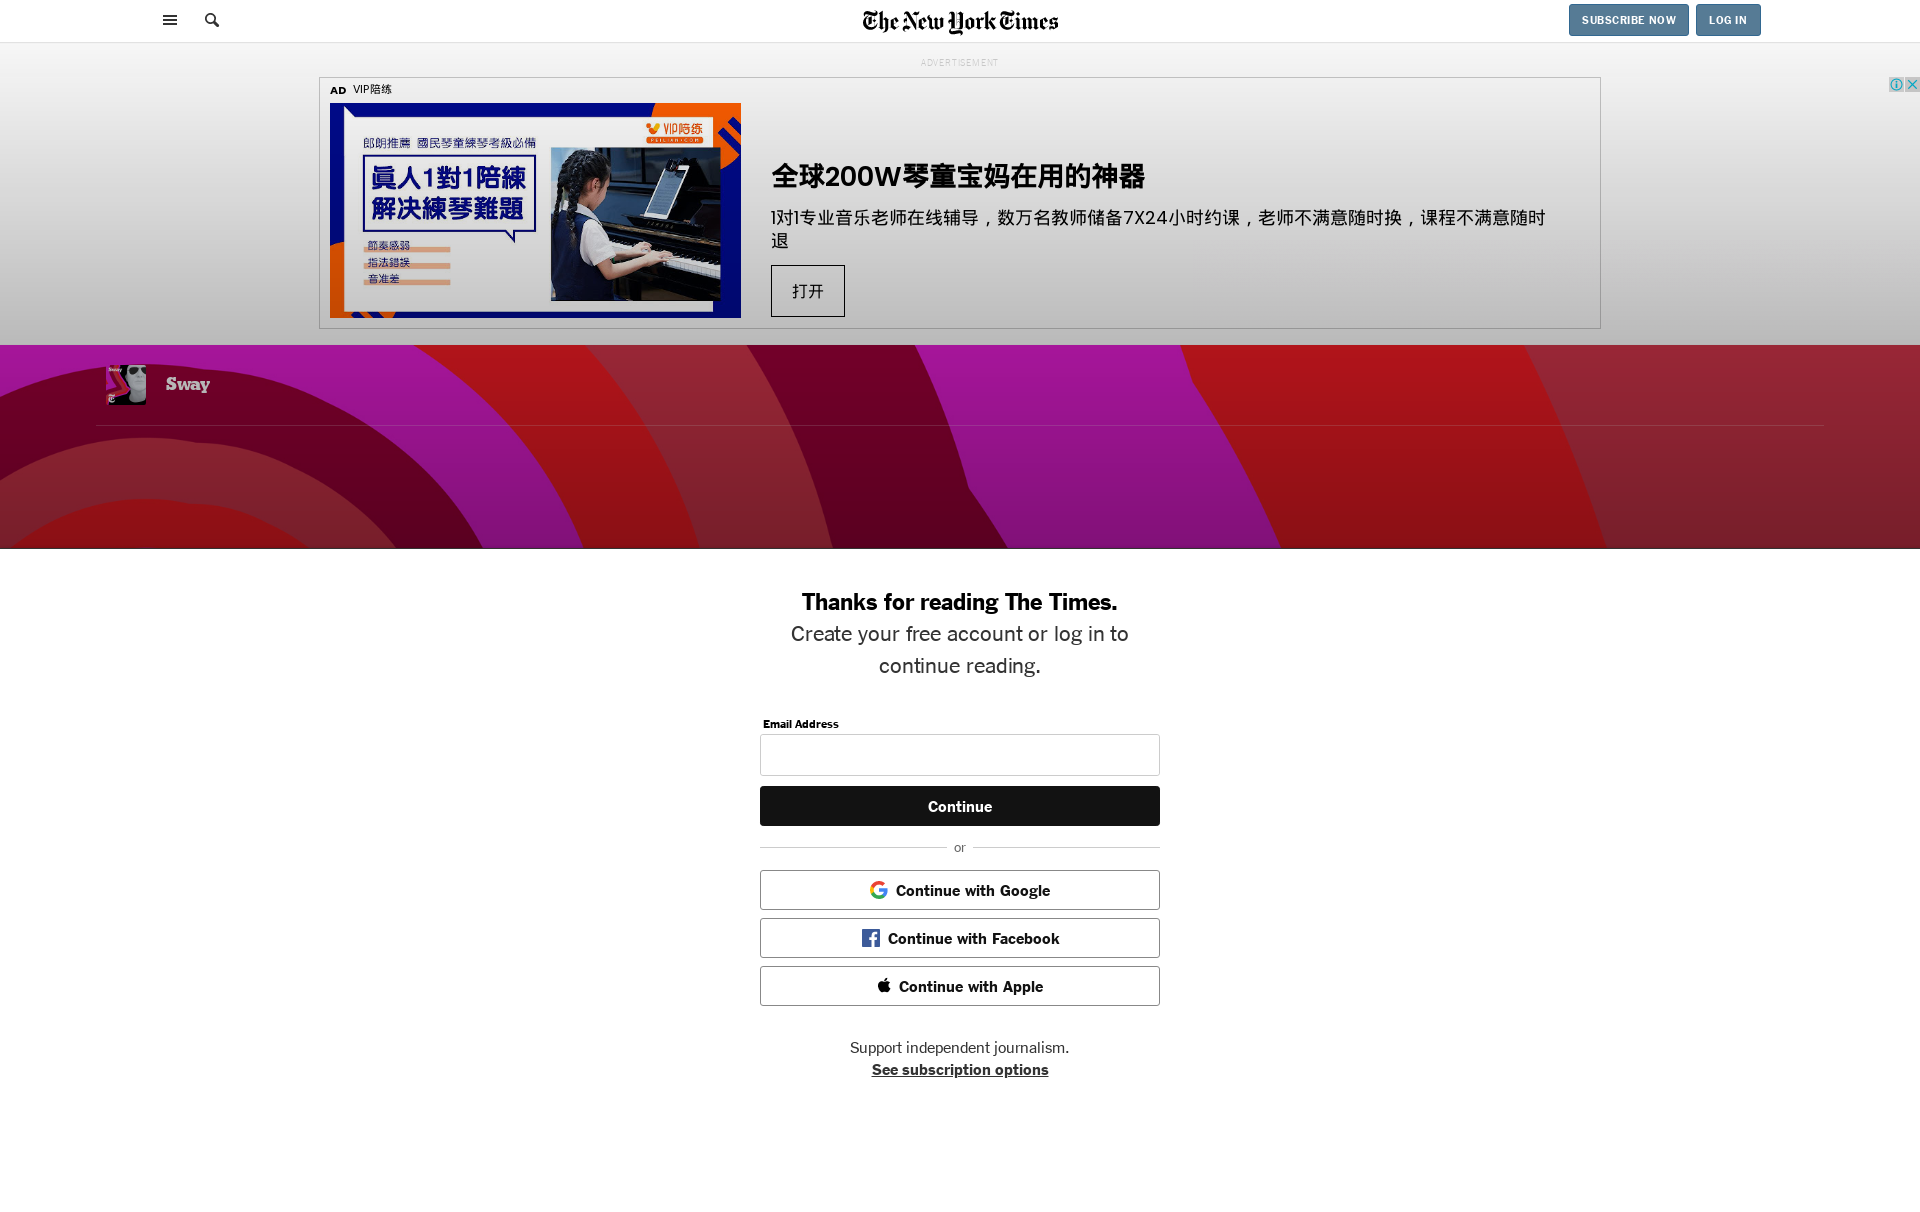 The New York Times
SUBSCRIBE NOW
LOG IN
ADVERTISEMENT
AD VIP陪练
VIP陪练
PEILIAN.COM
郎朗推薦 國民琴童練琴考級必備
眞人1對1陪練
解决練琴難題
節奏感弱
指法錯誤
音准差
全球200W琴童宝妈在用的神器
1对1专业音乐老师在线辅导，数万名教师储备7X24小时约课，老师不满意随时换，课程不满意随时
退
打开
Sway
Thanks for reading The Times.
Create your free account or log in to
continue reading.
Email Address
Continue
or
Continue with Google
Continue with Facebook
Continue with Apple
Support independent journalism.
See subscription options